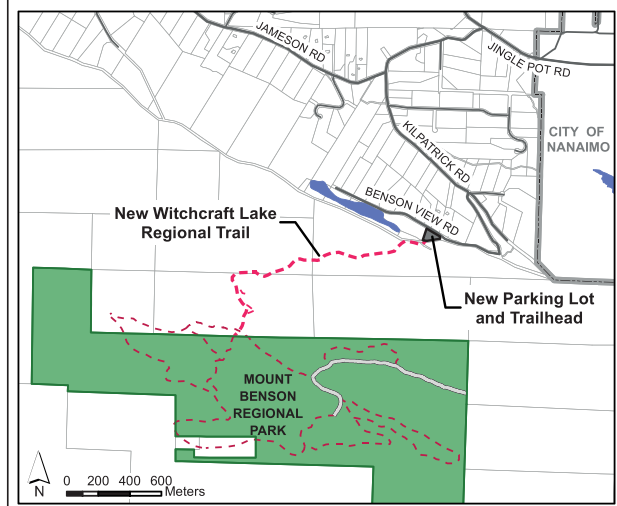 JAMESON RD
JINGLE POT RD
CITY OF
NANAIMO
KILPATRICK RD
BENSON VIEW RD
New Witchcraft Lake
Regional Trail
New Parking Lot
and Trailhead
MOUNT
BENSON
REGIONAL
PARK
N
0 200 400 600
Meters